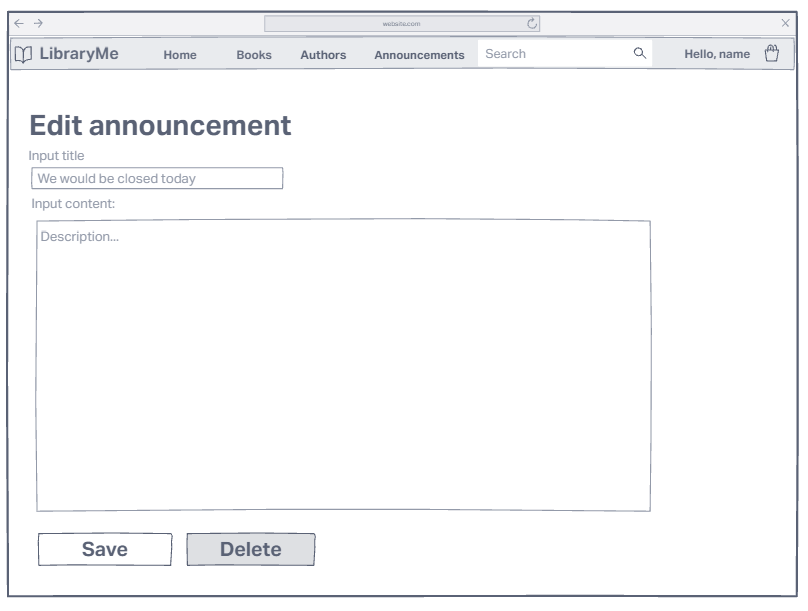 website.com
LibraryMe Home Books Authors Announcements Search Hello, name
Edit announcement
Input title
We would be closed today
Input content:
Description...
Save Delete